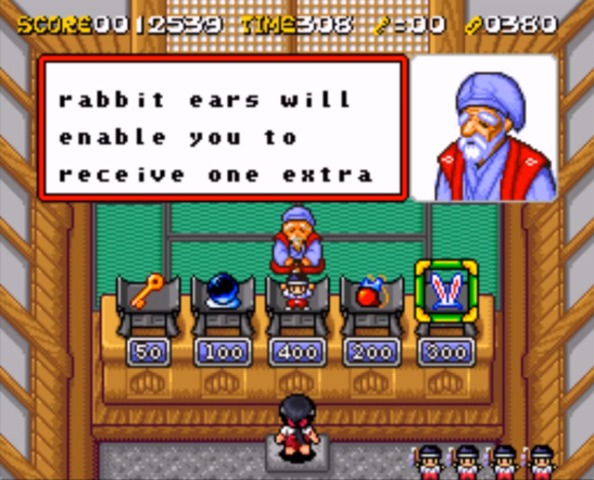 SCORE00012539 TIME308 =00 0380
rabbit ears will
enable you to
receive one extra
50 100 400 200 300